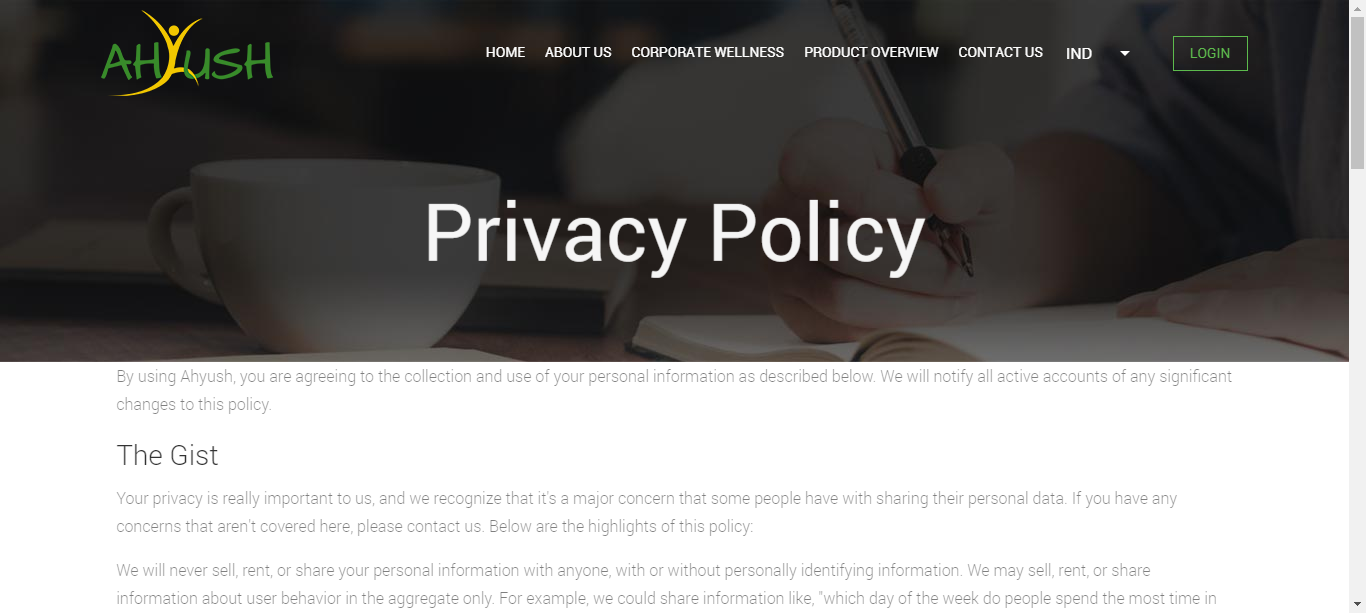 AHYUSH
HOME ABOUT US CORPORATE WELLNESS PRODUCT OVERVIEW CONTACT US IND LOGIN
Privacy Policy
By using Ahyush, you are agreeing to the collection and use of your personal information as described below. We will notify all active accounts of any significant
changes to this policy.
The Gist
Your privacy is really important to us, and we recognize that it's a major concern that some people have with sharing their personal data. If you have any
concerns that aren't covered here, please contact us. Below are the highlights of this policy:
We will never sell, rent, or share your personal information with anyone, with or without personally identifying information. We may sell, rent, or share
information about user behavior in the aggregate only. For example, we could share information like, "which day of the week do people spend the most time in